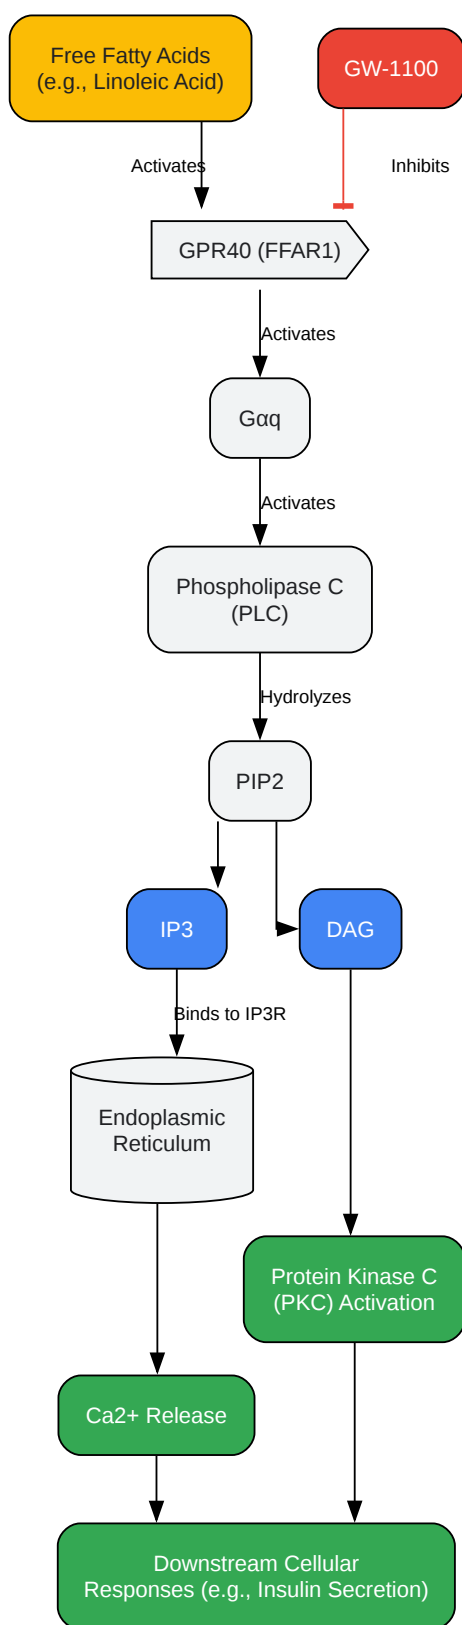 Free Fatty Acids
(e.g., Linoleic Acid)
GW-1100
Activates
Inhibits
GPR40 (FFAR1)
Activates
Gαq
Activates
Phospholipase C
(PLC)
Hydrolyzes
PIP2
IP3
DAG
Binds to IP3R
Endoplasmic
Reticulum
Protein Kinase C
(PKC) Activation
Ca2+ Release
Downstream Cellular
Responses (e.g., Insulin Secretion)